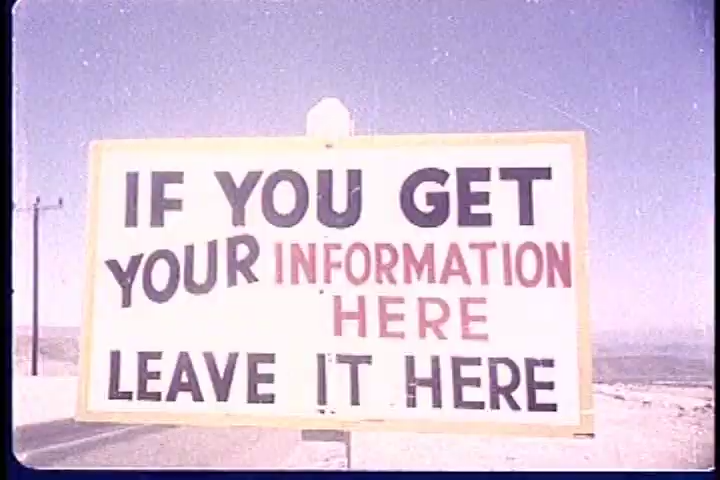 IF YOU GET
YOUR INFORMATION
HERE
LEAVE IT HERE